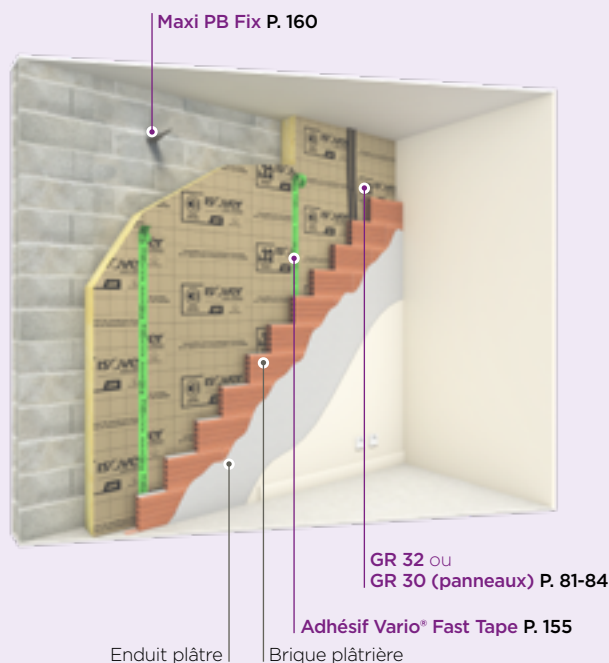 Maxi PB Fix P. 160
GR 32 ou
GR 30 (panneaux) P. 81-84
Adhésif Vario® Fast Tape P. 155
Enduit plâtre
Brique plâtrière